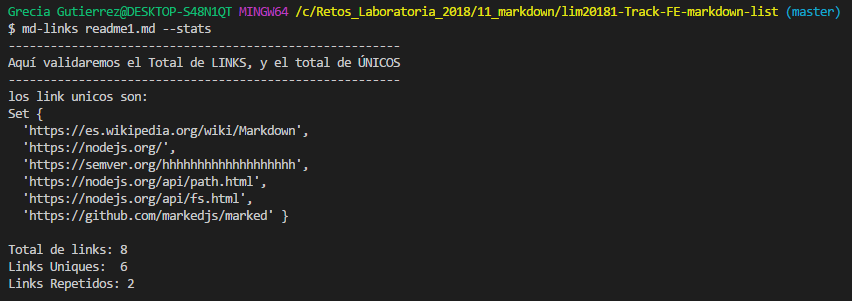 Grecia Gutierrez@DESKTOP-S48N1QT MINGW64 /c/Retos_Laboratoria_2018/11_markdown/lim20181-Track-FE-markdown-list (master)
$ md-links readme1.md --stats
--------------------------------------------------------
Aquí validaremos el Total de LINKS, y el total de ÚNICOS
--------------------------------------------------------
los link unicos son:
Set {
  'https://es.wikipedia.org/wiki/Markdown',
  'https://nodejs.org/',
  'https://semver.org/hhhhhhhhhhhhhhhhhhh',
  'https://nodejs.org/api/path.html',
  'https://nodejs.org/api/fs.html',
  'https://github.com/markedjs/marked' }

Total de links: 8
Links Uniques:  6
Links Repetidos: 2